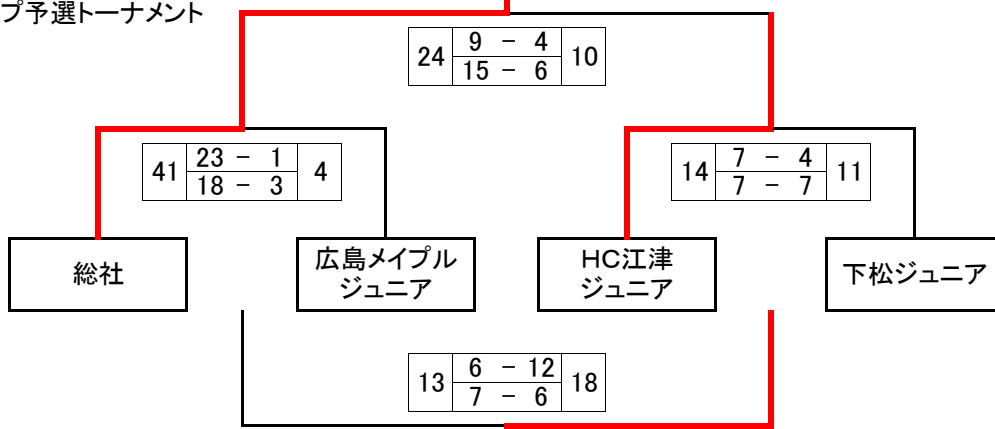 プ予選トーナメント
24 9 - 4 10
15 - 6
41 23 - 1 4
18 - 3
14 7 - 4 11
7 - 7
総社
広島メイプル
ジュニア
HC江津
ジュニア
下松ジュニア
13 6 - 12 18
7 - 6